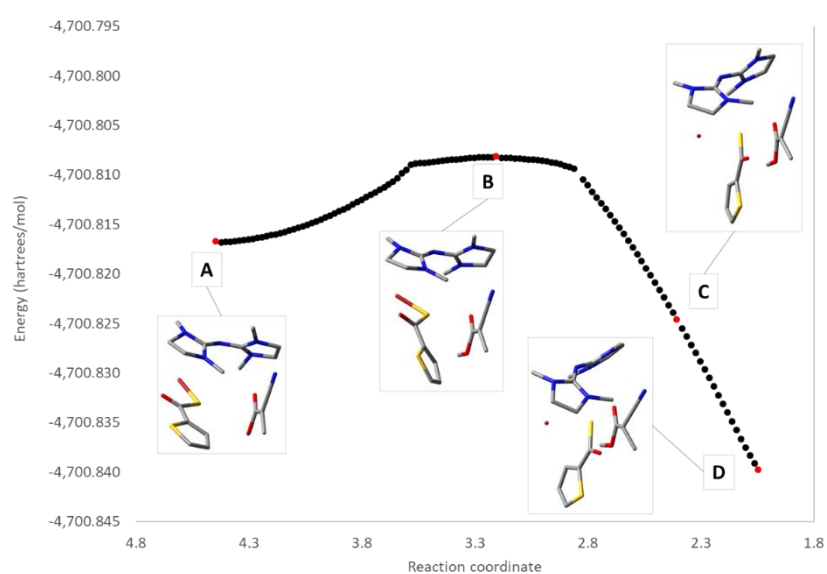 -4,700.795
-4,700.800
-4,700.805
-4,700.810
-4,700.815
-4,700.820
-4,700.825
-4,700.830
-4,700.835
-4,700.840
-4,700.845
Energy (hartrees/mol)
A
B
C
D
4.8 4.3 3.8 3.3 2.8 2.3 1.8
Reaction coordinate